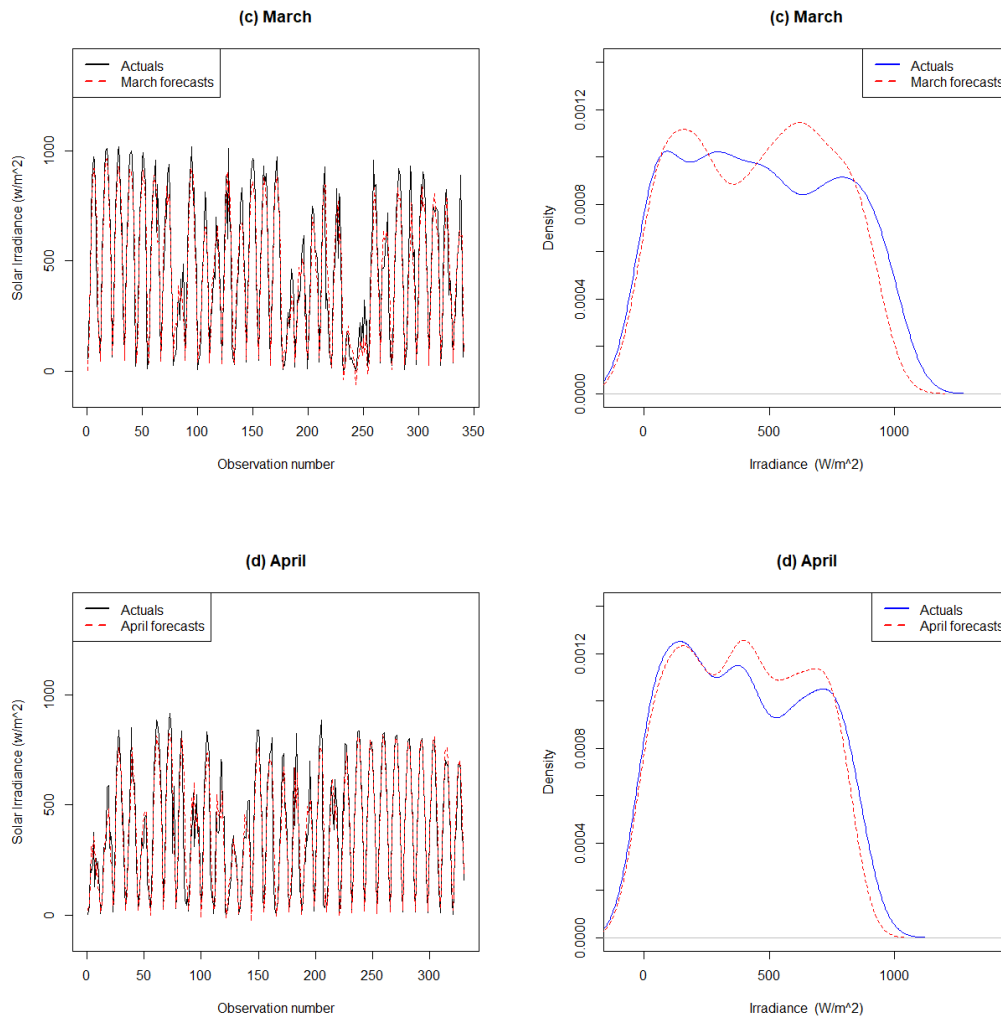 (c) March
Actuals
March forecasts
Solar Irradiance (w/m^2)
1000
500
0
0 50 100 150 200 250 300 350
Observation number
(c) March
Actuals
March forecasts
Density
0.0012
0.0008
0.0004
0.0000
0 500 1000
Irradiance (W/m^2)
(d) April
Actuals
April forecasts
Solar Irradiance (w/m^2)
1000
500
0
0 50 100 150 200 250 300
Observation number
(d) April
Actuals
April forecasts
Density
0.0012
0.0008
0.0004
0.0000
0 500 1000
Irradiance (W/m^2)